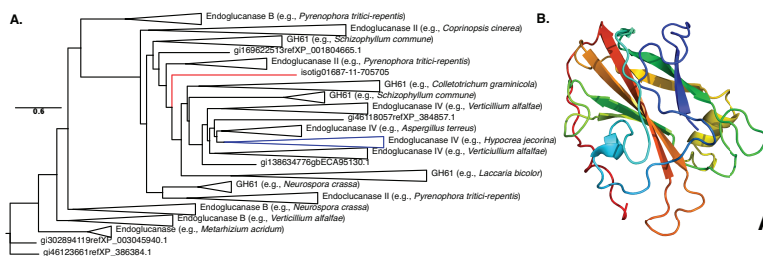 A.
B.
Endoglucanase B (e.g., Pyrenophora tritici-repentis)
Endoglucanase II (e.g., Coprinopsis cinerea)
GH61 (e.g., Schizophyllum commune)
gi169622513refXP_001804665.1
Endoglucanase II (e.g., Pyrenophora tritici-repentis)
isotig01687-11-705705
GH61 (e.g., Colletotrichum graminicola)
0.6
GH61 (e.g., Schizophyllum commune)
Endoglucanase IV (e.g., Verticillium alfalfae)
gi46118057refXP_384857.1
Endoglucanase IV (e.g., Aspergillus terreus)
Endoglucanase IV (e.g., Hypocrea jecorina)
Endoglucanase IV (e.g., Verticiullium alfalfae)
gi138634776gbECA95130.1
GH61 (e.g., Laccaria bicolor)
GH61 (e.g., Neurospora crassa)
Endoclucanase II (e.g., Pyrenophora tritici-repentis)
Endoglucanase B (e.g., Neurospora crassa)
Endoglucanase B (e.g., Verticillium alfalfae)
Endoglucanase (e.g., Metarhizium acridum)
gi302894119refXP_003045940.1
gi46123661refXP_386384.1